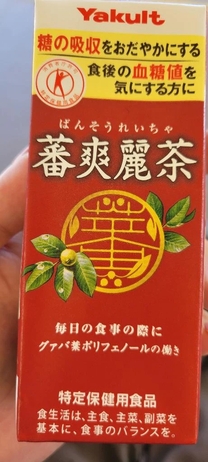 Yakult
糖の吸収をおだやかにする
食後の血糖値を
気にする方に
ばんそうれいちゃ
蕃爽麗茶
毎日の食事の際に
グァバ葉ポリフェノールの働き
特定保健用食品
食生活は、主食、主菜、副菜を
基本に、食事のバランスを。